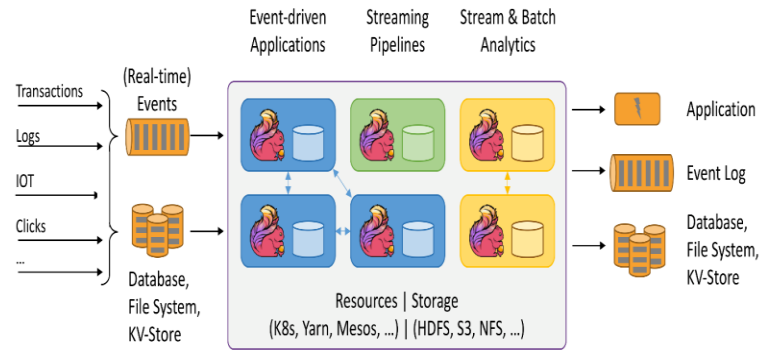 Event-driven
Applications
Streaming
Pipelines
Stream & Batch
Analytics
Transactions
Logs
IOT
Clicks
...
(Real-time)
Events
Database,
File System,
KV-Store
Resources | Storage
(K8s, Yarn, Mesos, ...) | (HDFS, S3, NFS, ...)
Application
Event Log
Database,
File System,
KV-Store